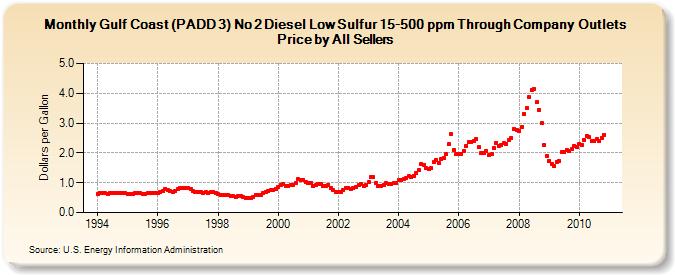 Monthly Gulf Coast (PADD 3) No 2 Diesel Low Sulfur 15-500 ppm Through Company Outlets
Price by All Sellers
Dollars per Gallon
5.0
4.0
3.0
2.0
1.0
0.0
1994 1996 1998 2000 2002 2004 2006 2008 2010
Source: U.S. Energy Information Administration